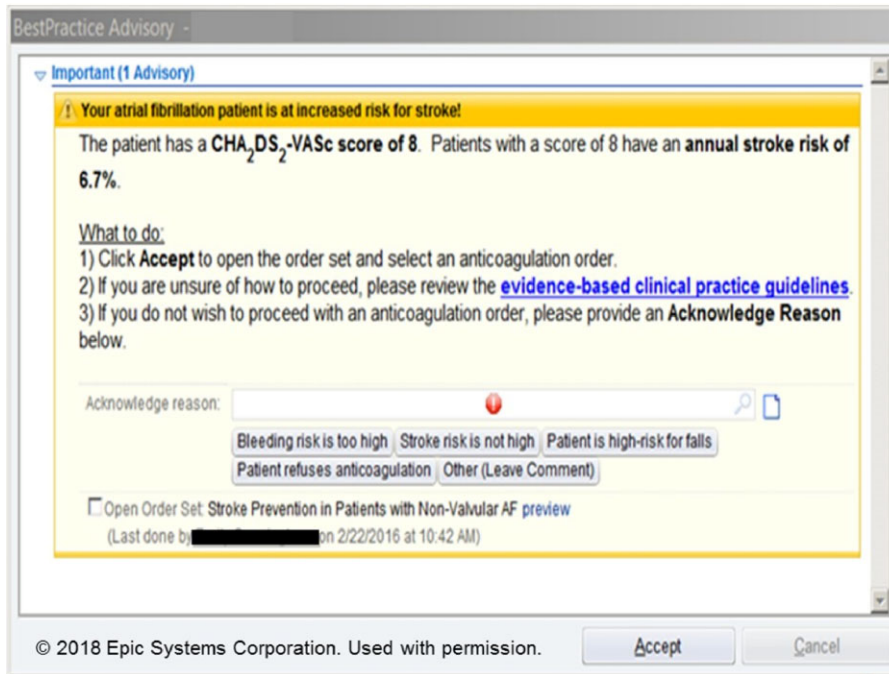 BestPractice Advisory -
Important (1 Advisory)
Your atrial fibrillation patient is at increased risk for stroke!
The patient has a CHA2DS2-VASc score of 8. Patients with a score of 8 have an annual stroke risk of
6.7%.
What to do:
1) Click Accept to open the order set and select an anticoagulation order.
2) If you are unsure of how to proceed, please review the evidence-based clinical practice guidelines.
3) If you do not wish to proceed with an anticoagulation order, please provide an Acknowledge Reason
below.
Acknowledge reason:
Bleeding risk is too high Stroke risk is not high Patient is high-risk for falls
Patient refuses anticoagulation Other (Leave Comment)
Open Order Set: Stroke Prevention in Patients with Non-Valvular AF preview
(Last done by on 2/22/2016 at 10:42 AM)
© 2018 Epic Systems Corporation. Used with permission. Accept Cancel